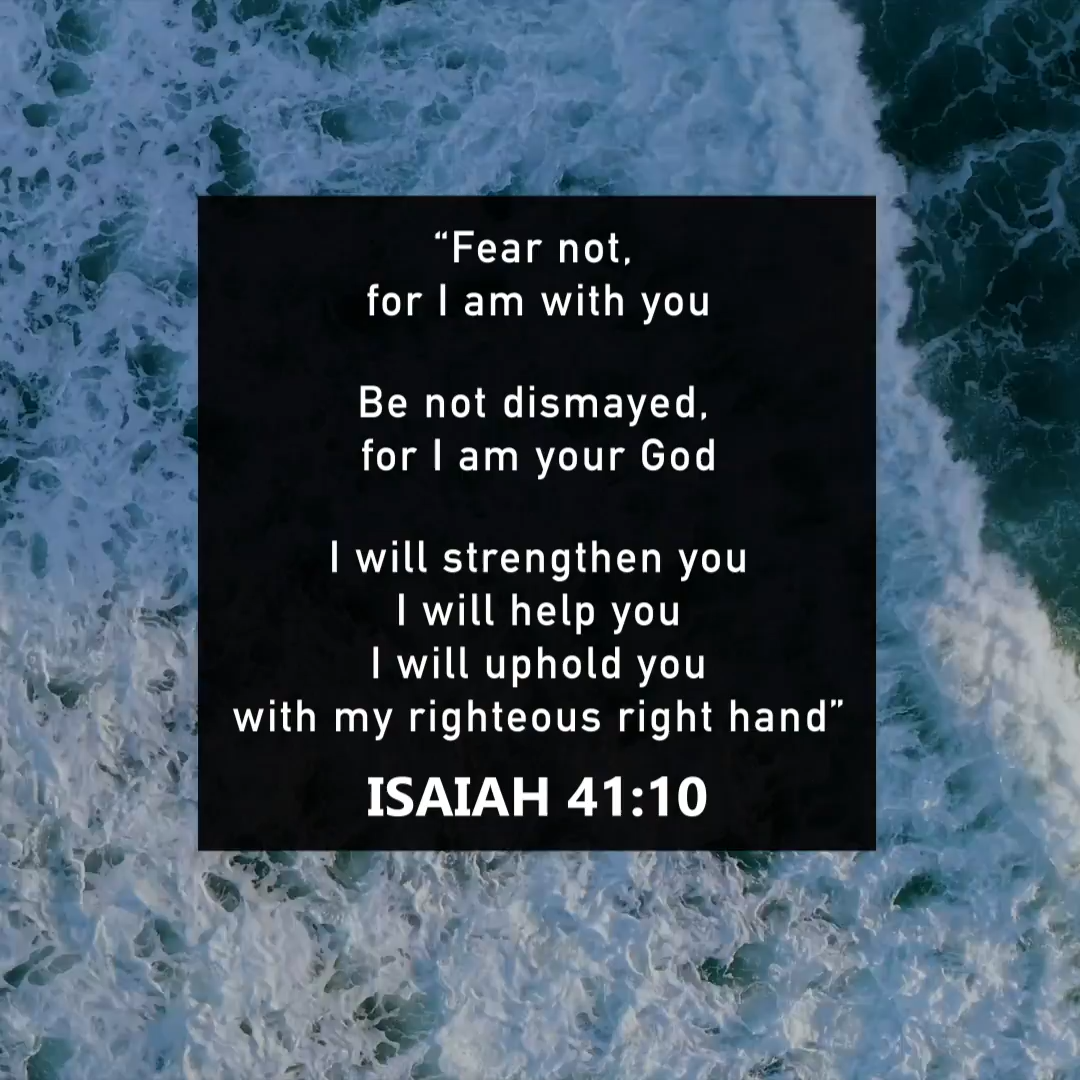 “Fear not,
for I am with you
Be not dismayed,
for I am your God
I will strengthen you
I will help you
I will uphold you
with my righteous right hand”
ISAIAH 41:10